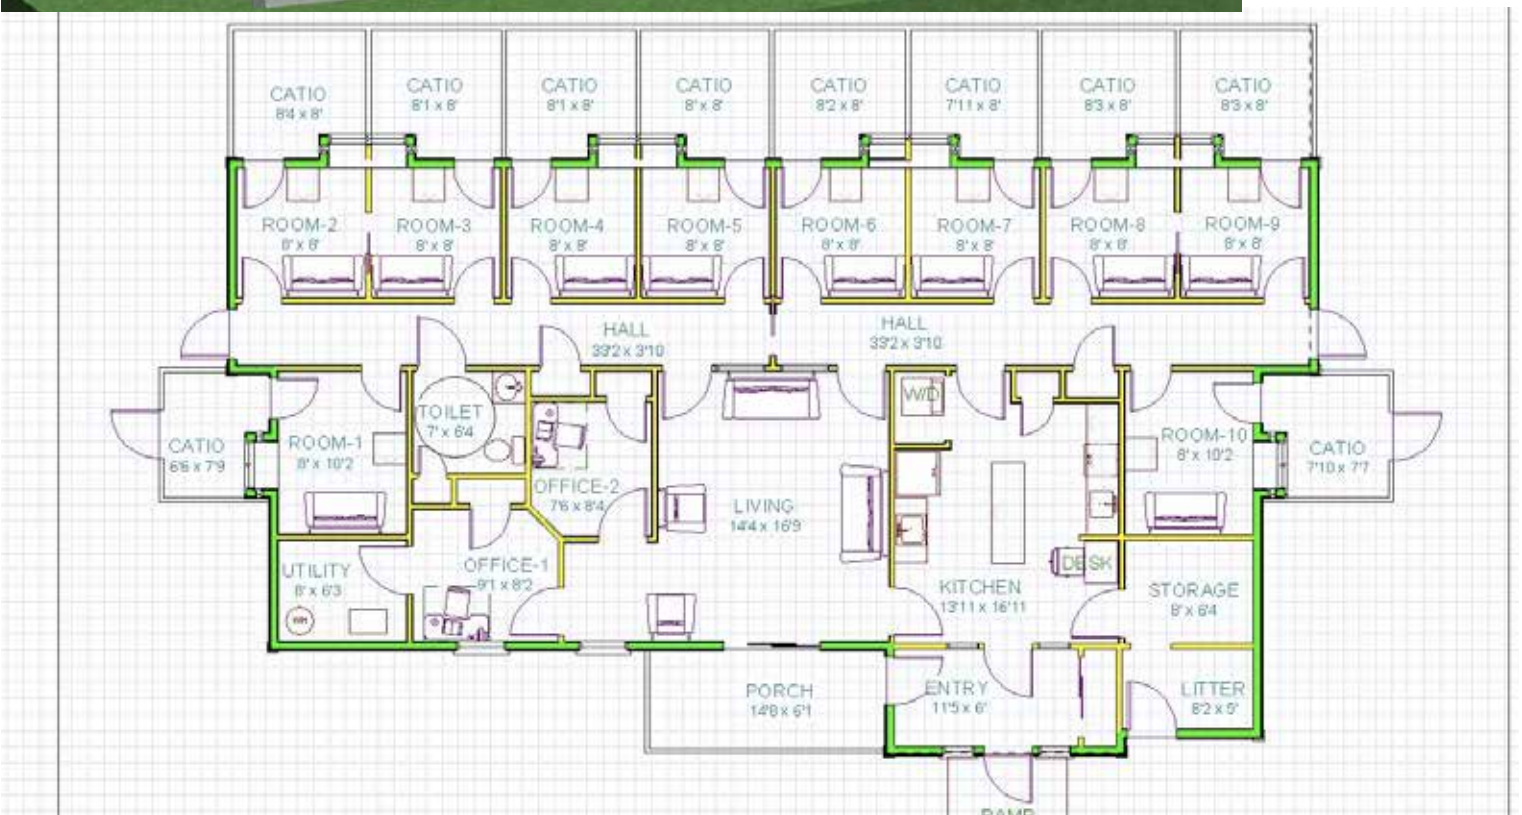 CATIO
8'4 x 8'
CATIO
8'1 x 8'
CATIO
8'1 x 8'
CATIO
8' x 8'
CATIO
8'2 x 8'
CATIO
7'11 x 8'
CATIO
8'3 x 8'
CATIO
8'3 x 8'
ROOM-2
8' x 8'
ROOM-3
8' x 8'
ROOM-4
8' x 8'
ROOM-5
8' x 8'
ROOM-6
8' x 8'
ROOM-7
8' x 8'
ROOM-8
8' x 8'
ROOM-9
8' x 8'
HALL
33'2 x 3'10
HALL
33'2 x 3'10
CATIO
6'6 x 7'9
ROOM-1
8' x 10'2
TOILET
7' x 6'4
OFFICE-2
7'6 x 8'4
LIVING
14'4 x 16'9
W/D
ROOM-10
8' x 10'2
CATIO
7'10 x 7'7
UTILITY
8' x 6'3
WH
OFFICE-1
9'1 x 8'2
KITCHEN
13'11 x 16'11
DESK
STORAGE
8' x 6'4
PORCH
14'8 x 6'1
ENTRY
11'5 x 6'
LITTER
8'2 x 5'
RAMP